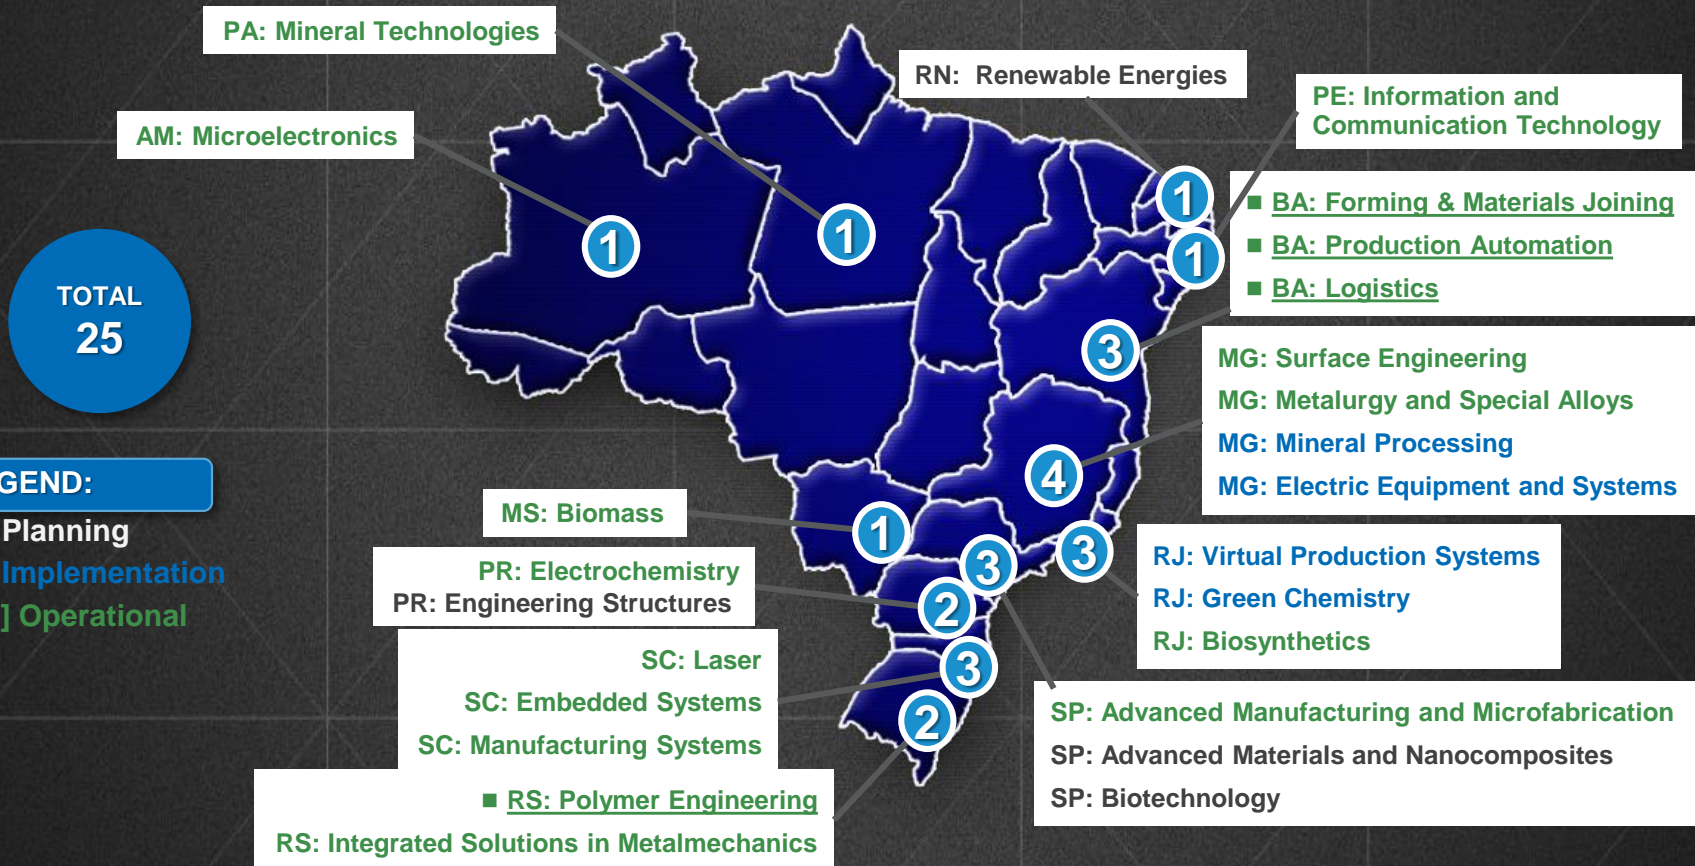 PA: Mineral Technologies
RN: Renewable Energies
PE: Information and
Communication Technology
AM: Microelectronics
1
1
1
1
■ BA: Forming & Materials Joining
■ BA: Production Automation
■ BA: Logistics
TOTAL
25
3
MG: Surface Engineering
MG: Metalurgy and Special Alloys
MG: Mineral Processing
MG: Electric Equipment and Systems
4
GEND:
Planning
Implementation
] Operational
MS: Biomass
1
3
3
RJ: Virtual Production Systems
RJ: Green Chemistry
RJ: Biosynthetics
PR: Electrochemistry
PR: Engineering Structures
2
SC: Laser
SC: Embedded Systems
SC: Manufacturing Systems
3
2
SP: Advanced Manufacturing and Microfabrication
SP: Advanced Materials and Nanocomposites
SP: Biotechnology
■ RS: Polymer Engineering
RS: Integrated Solutions in Metalmechanics